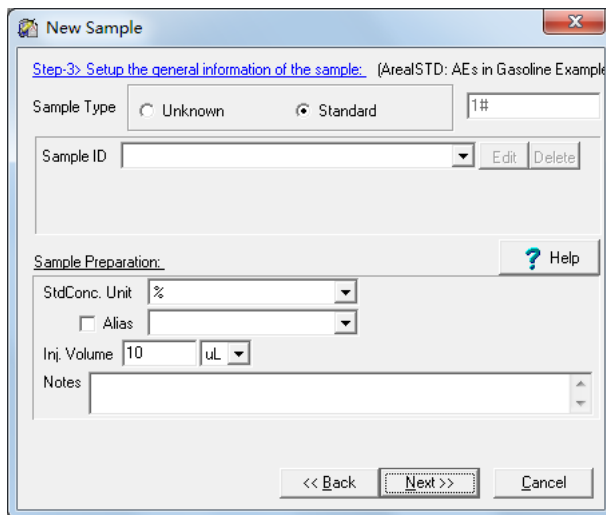 New Sample
Step-3> Setup the general information of the sample: (AreaISTD: AEs in Gasoline Example
Sample Type Unknown Standard 1#
Sample ID Edit Delete
Sample Preparation: ? Help
StdConc. Unit %
Alias
Inj. Volume 10 uL
Notes
<< Back Next >> Cancel